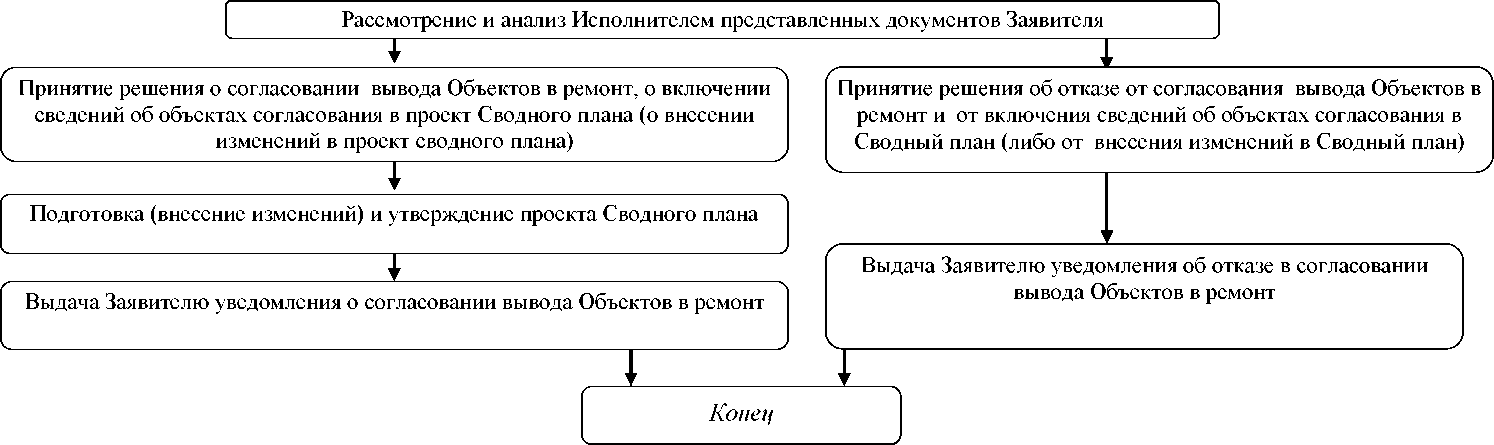 Рассмотрение и анализ Исполнителем представленных документов Заявителя
Принятие решения о согласовании вывода Объектов в ремонт, о включении
сведений об объектах согласования в проект Сводного плана (о внесении
изменений в проект сводного плана)
Принятие решения об отказе от согласования вывода Объектов в
ремонт и от включения сведений об объектах согласования в
Сводный план (либо от внесения изменений в Сводный план)
Подготовка (внесение изменений) и утверждение проекта Сводного плана
Выдача Заявителю уведомления о согласовании вывода Объектов в ремонт
Выдача Заявителю уведомления об отказе в согласовании
вывода Объектов в ремонт
Конец